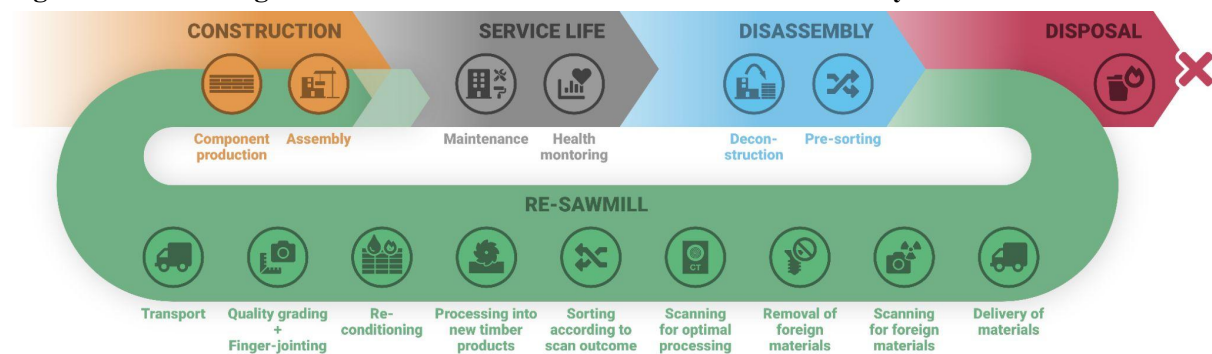 CONSTRUCTION
SERVICE LIFE
DISASSEMBLY
DISPOSAL
Component
production
Assembly
Maintenance
Health
montoring
Decon-
struction
Pre-sorting
RE-SAWMILL
CT
Transport
Quality grading
+
Finger-jointing
Re-
conditioning
Processing into
new timber
products
Sorting
according to
scan outcome
Scanning
for optimal
processing
Removal of
foreign
materials
Scanning
for foreign
materials
Delivery of
materials